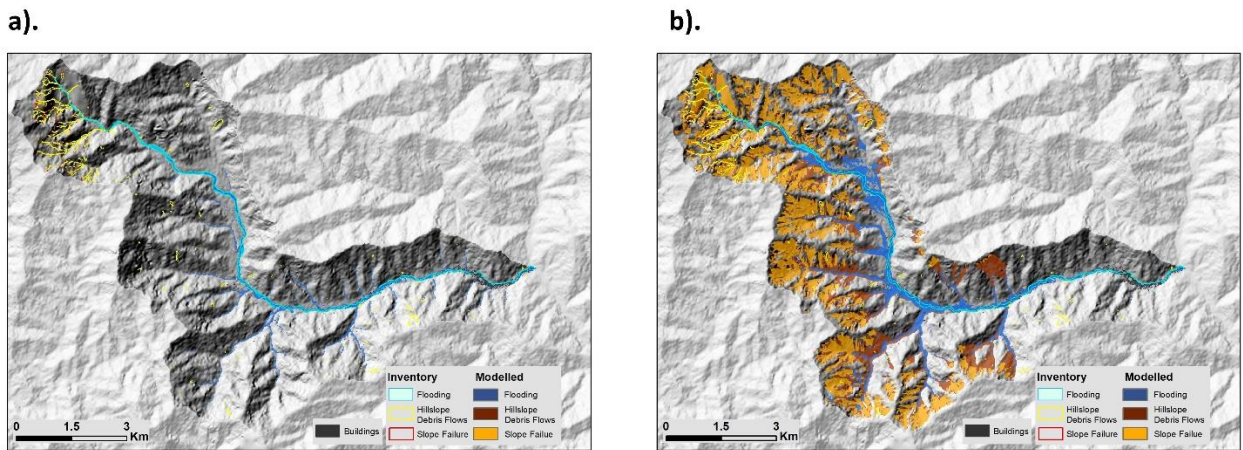 a).
b).
Inventory Modelled
Flooding Flooding
Hillslope Hillslope
Debris Flows Debris Flows
Buildings Slope Failure Slope Failue
0 1.5 3
Km
Inventory Modelled
Flooding Flooding
Hillslope Hillslope
Debris Flows Debris Flows
Buildings Slope Failure Slope Failue
0 1.5 3
Km